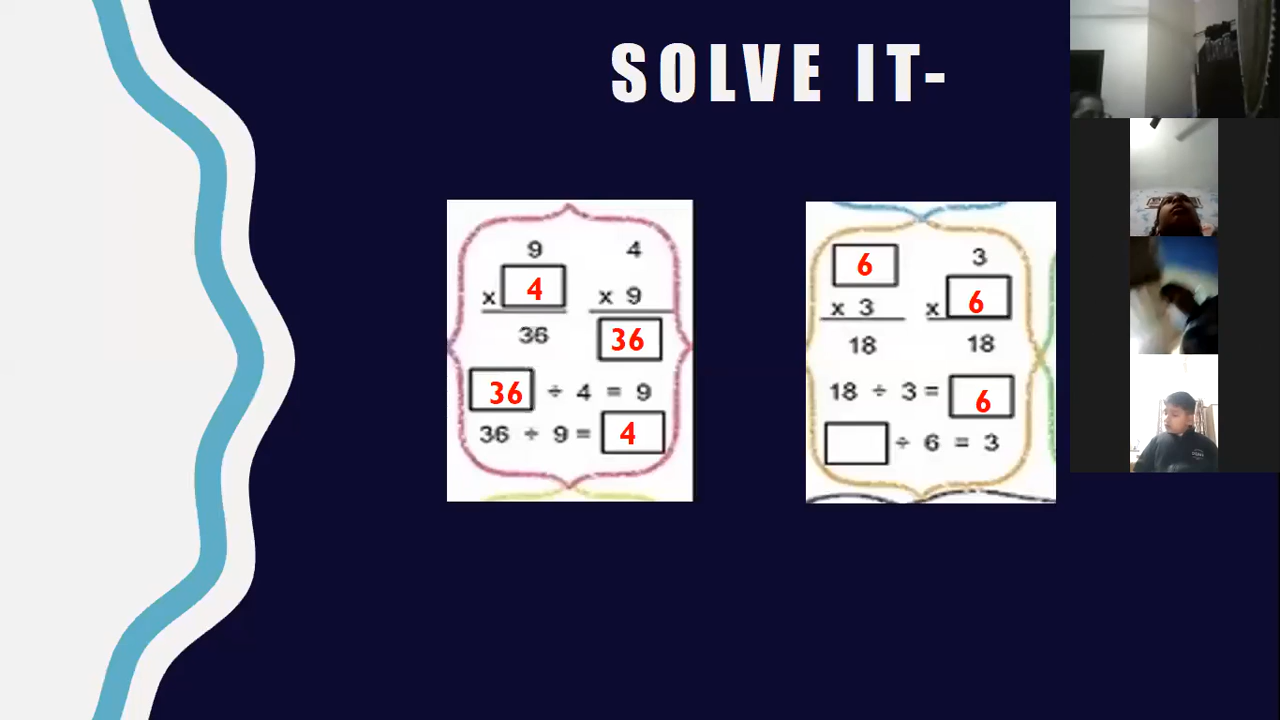 SOLVE IT-
9 4
x 4 x 9
36 36
36 ÷ 4 = 9
36 ÷ 9 = 4
6 3
x 3 x 6
18 18
18 ÷ 3 = 6
÷ 6 = 3